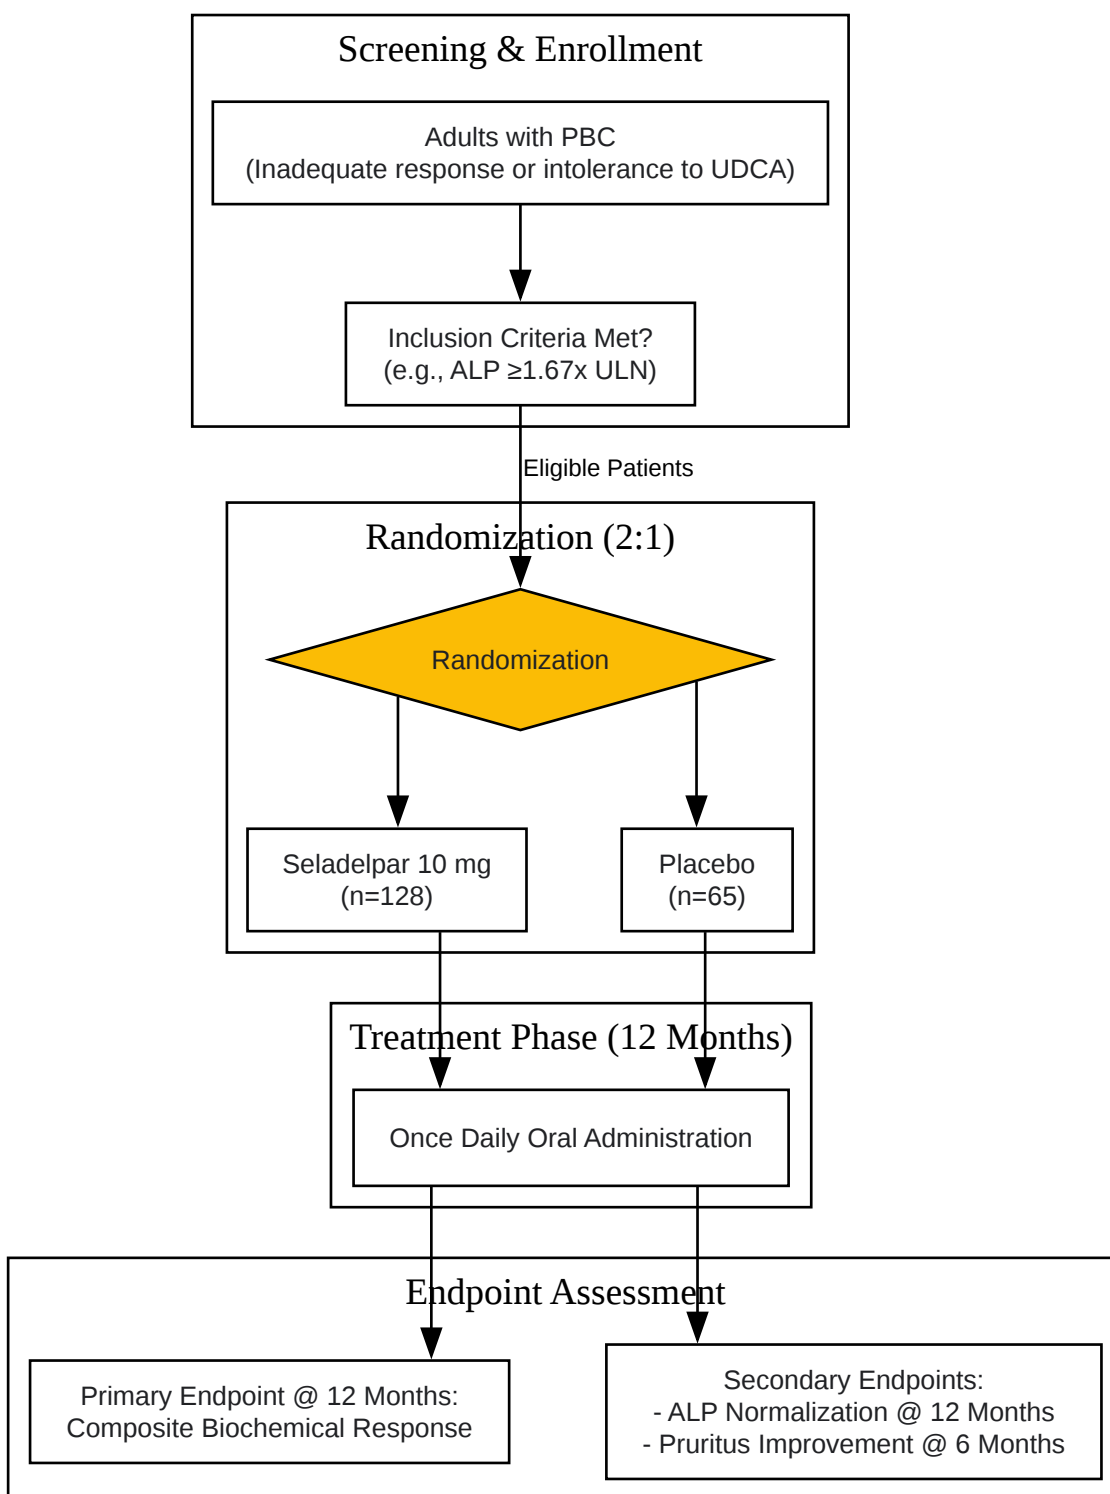 Screening & Enrollment
Adults with PBC
(Inadequate response or intolerance to UDCA)
Inclusion Criteria Met?
(e.g., ALP ≥1.67x ULN)
Eligible Patients
Randomization (2:1)
Randomization
Seladelpar 10 mg
(n=128)
Placebo
(n=65)
Treatment Phase (12 Months)
Once Daily Oral Administration
Endpoint Assessment
Primary Endpoint @ 12 Months:
Composite Biochemical Response
Secondary Endpoints:
- ALP Normalization @ 12 Months
- Pruritus Improvement @ 6 Months